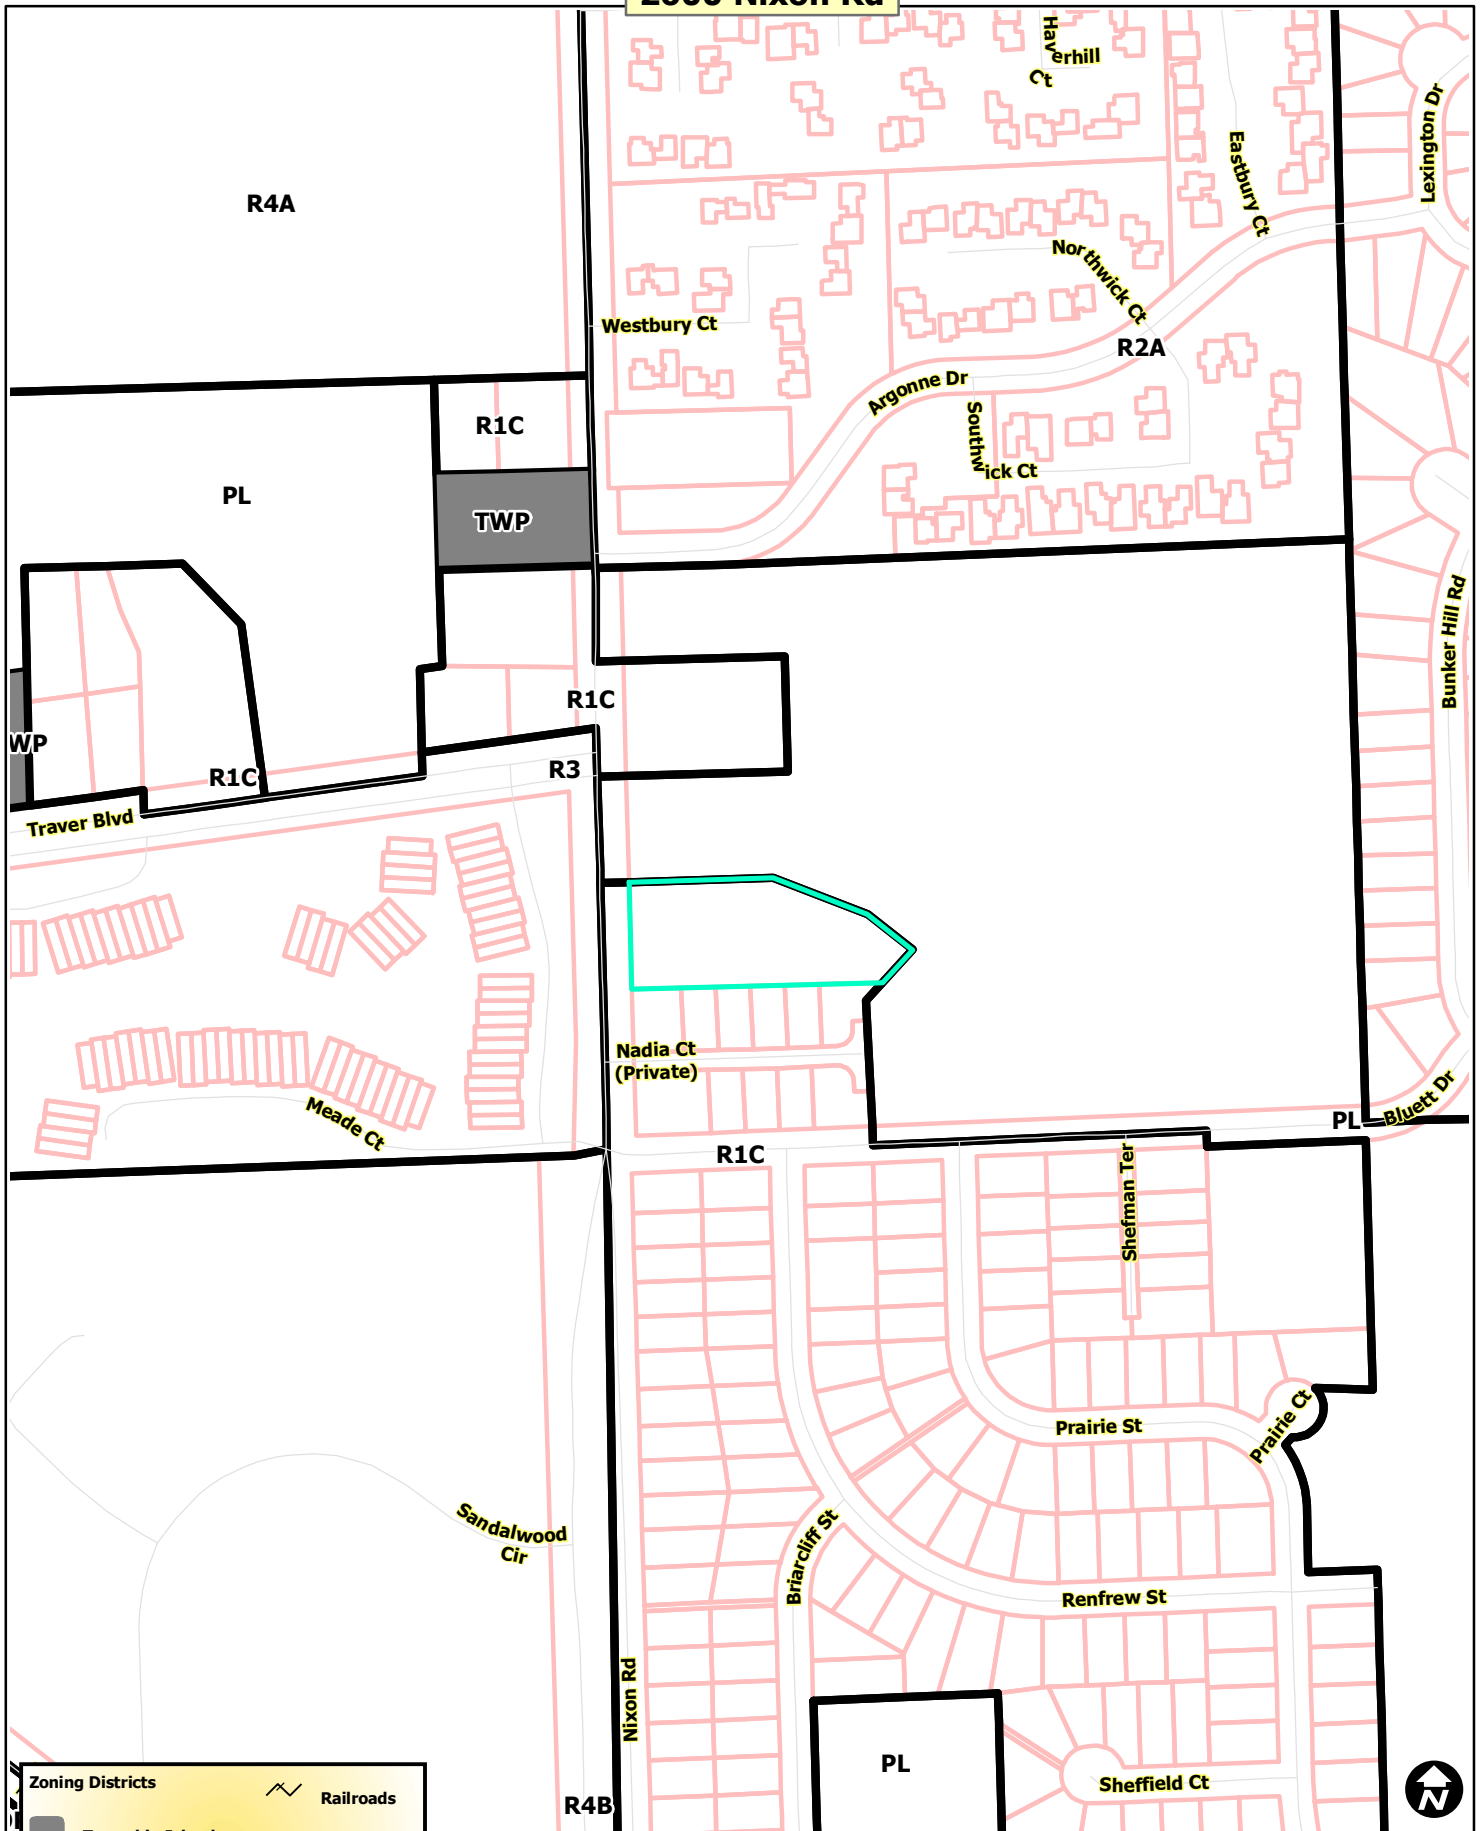 Haverhill
Ct
Lexington Dr
Eastbury Ct
R4A
Northwick Ct
Westbury Ct
R2A
Argonne Dr
R1C
Southwick Ct
PL
TWP
Bunker Hill Rd
R1C
WP
R3
R1C
Traver Blvd
Nadia Ct
(Private)
Meade Ct
Bluett Dr
PL
R1C
Shefman Ter
Prairie Ct
Prairie St
Sandalwood
Cir
Briarcliff St
Renfrew St
Nixon Rd
PL
Sheffield Ct
R4B
Zoning Districts
Railroads
N